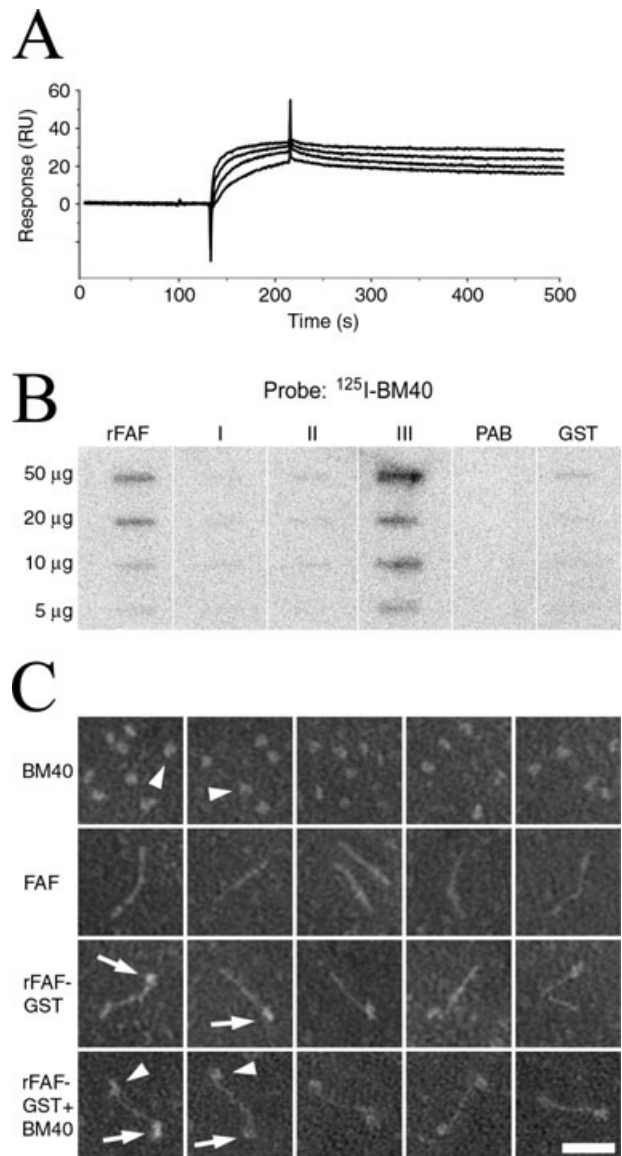 A
Response (RU)
60
40
20
0
0 100 200 300 400 500
Time (s)
B
Probe: ¹²⁵I-BM40
rFAF I II III PAB GST
50 µg
20 µg
10 µg
5 µg
C
BM40
FAF
rFAF-
GST
rFAF-
GST+
BM40